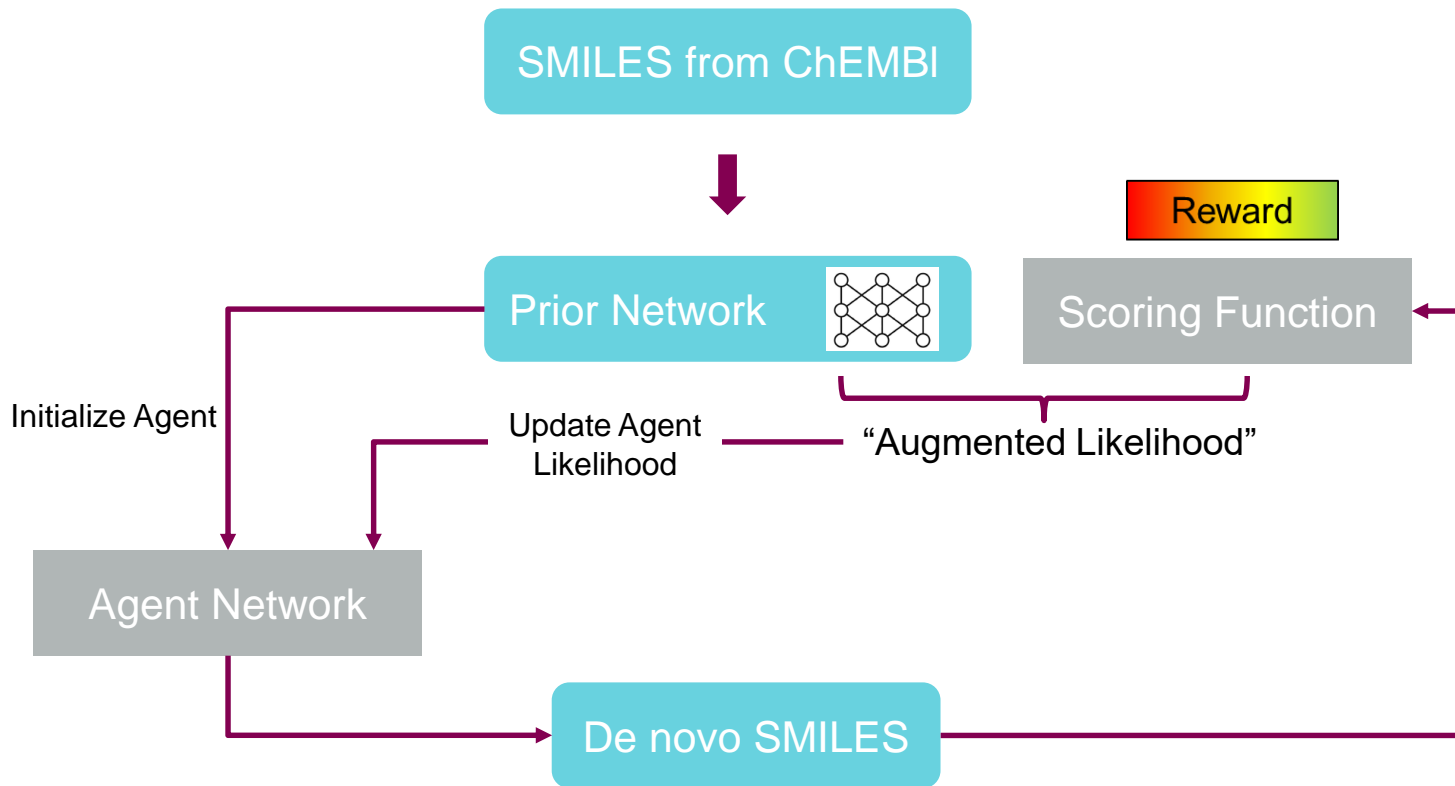 SMILES from ChEMBl
Reward
Prior Network
Scoring Function
Initialize Agent
Update Agent
Likelihood
“Augmented Likelihood”
Agent Network
De novo SMILES